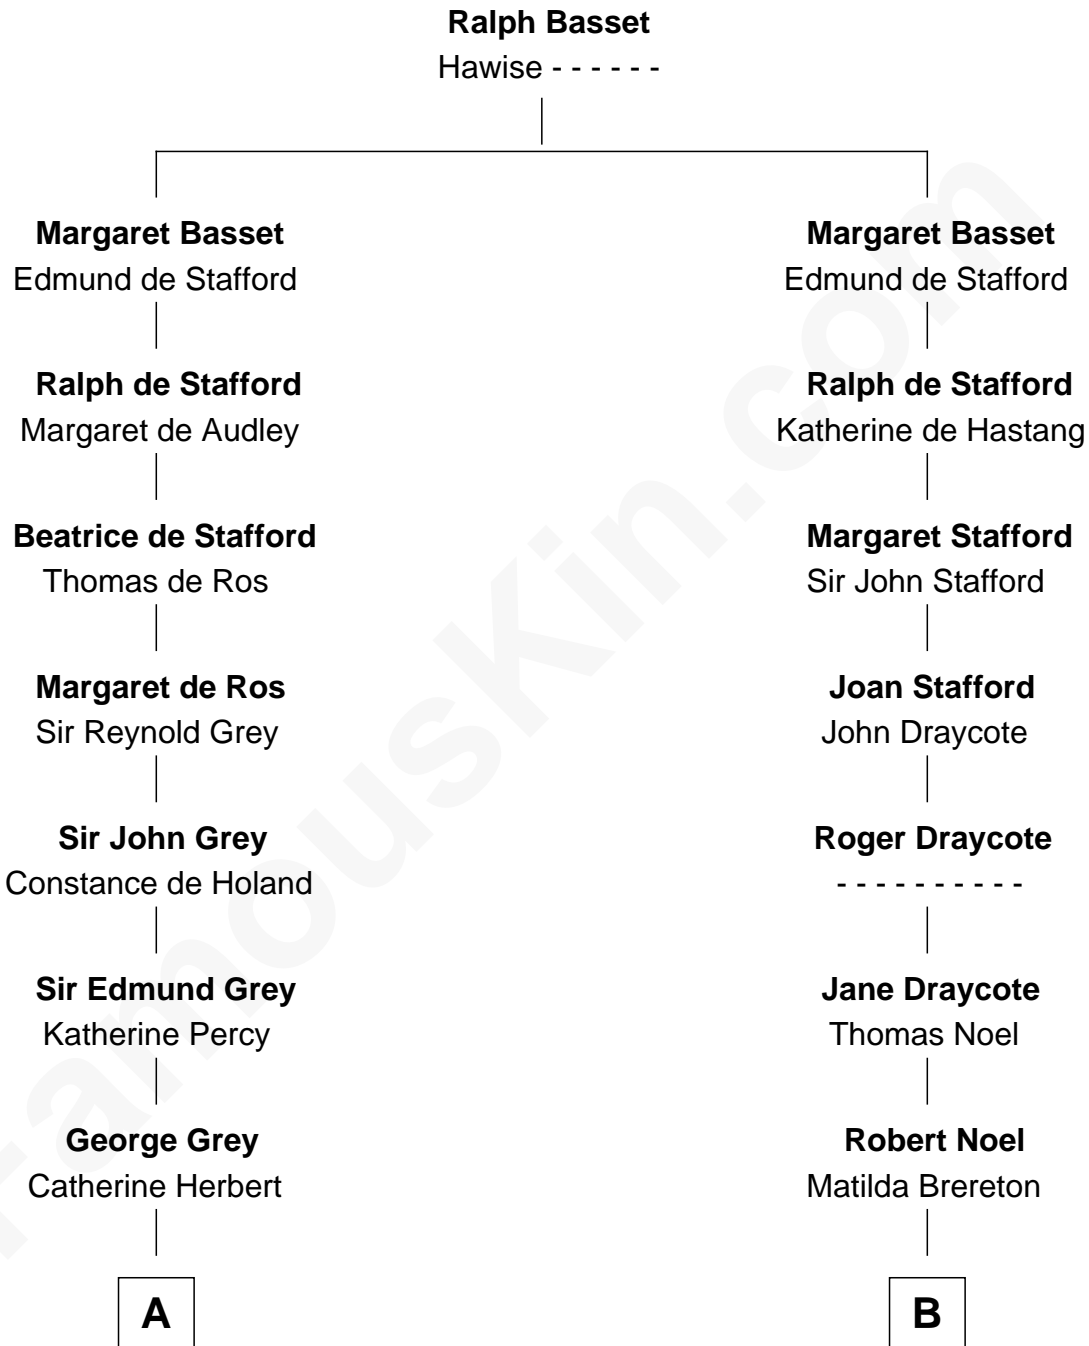 Ralph Basset
Hawise - - - - - -
Margaret Basset
Edmund de Stafford
Margaret Basset
Edmund de Stafford
Ralph de Stafford
Margaret de Audley
Ralph de Stafford
Katherine de Hastang
Beatrice de Stafford
Thomas de Ros
Margaret Stafford
Sir John Stafford
Margaret de Ros
Sir Reynold Grey
Joan Stafford
John Draycote
Sir John Grey
Constance de Holand
Roger Draycote
- - - - - - - - - -
Sir Edmund Grey
Katherine Percy
Jane Draycote
Thomas Noel
George Grey
Catherine Herbert
Robert Noel
Matilda Brereton
A
B
FamousKin.com